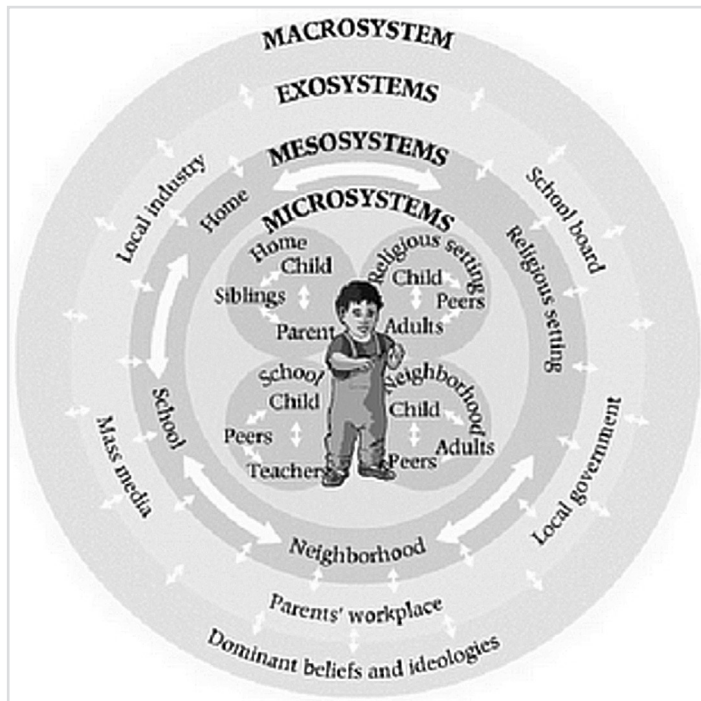 MACROSYSTEM
EXOSYSTEMS
MESOSYSTEMS
MICROSYSTEMS
Local industry
School board
Mass media
Local government
Parents' workplace
Dominant beliefs and ideologies
Home
Religious setting
School
Neighborhood
Home
Child
Siblings
Parent
Religious setting
Child
Peers
Adults
School
Child
Peers
Teachers
Neighborhood
Child
Adults
Peers